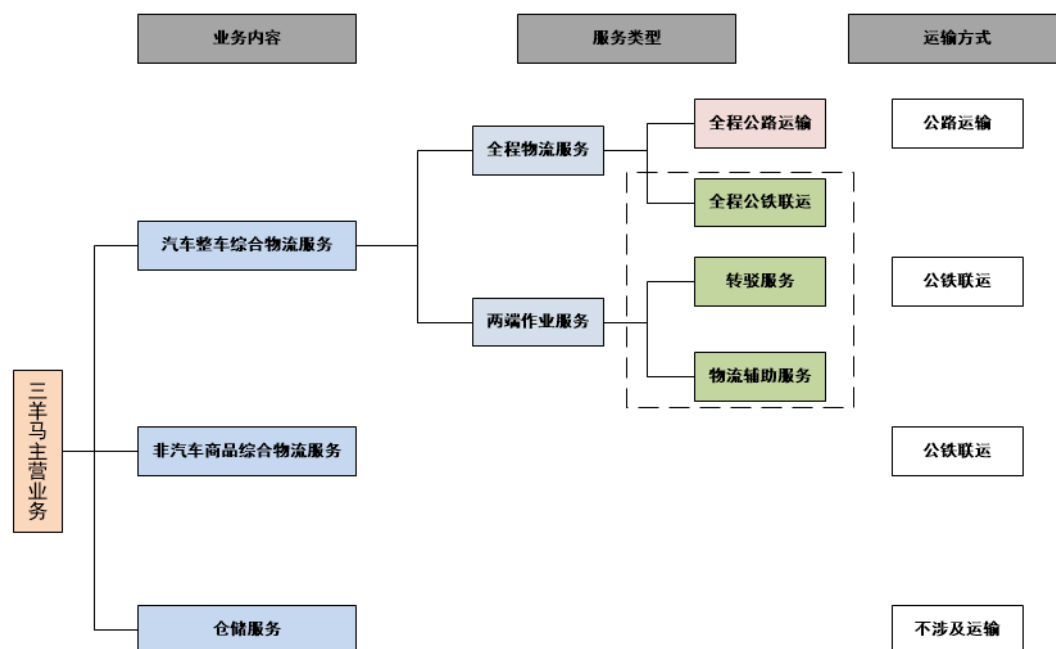 业务内容
服务类型
运输方式
全程公路运输
公路运输
全程物流服务
全程公铁联运
汽车整车综合物流服务
转驳服务
公铁联运
两端作业服务
物流辅助服务
三羊马主营业务
非汽车商品综合物流服务
公铁联运
仓储服务
不涉及运输